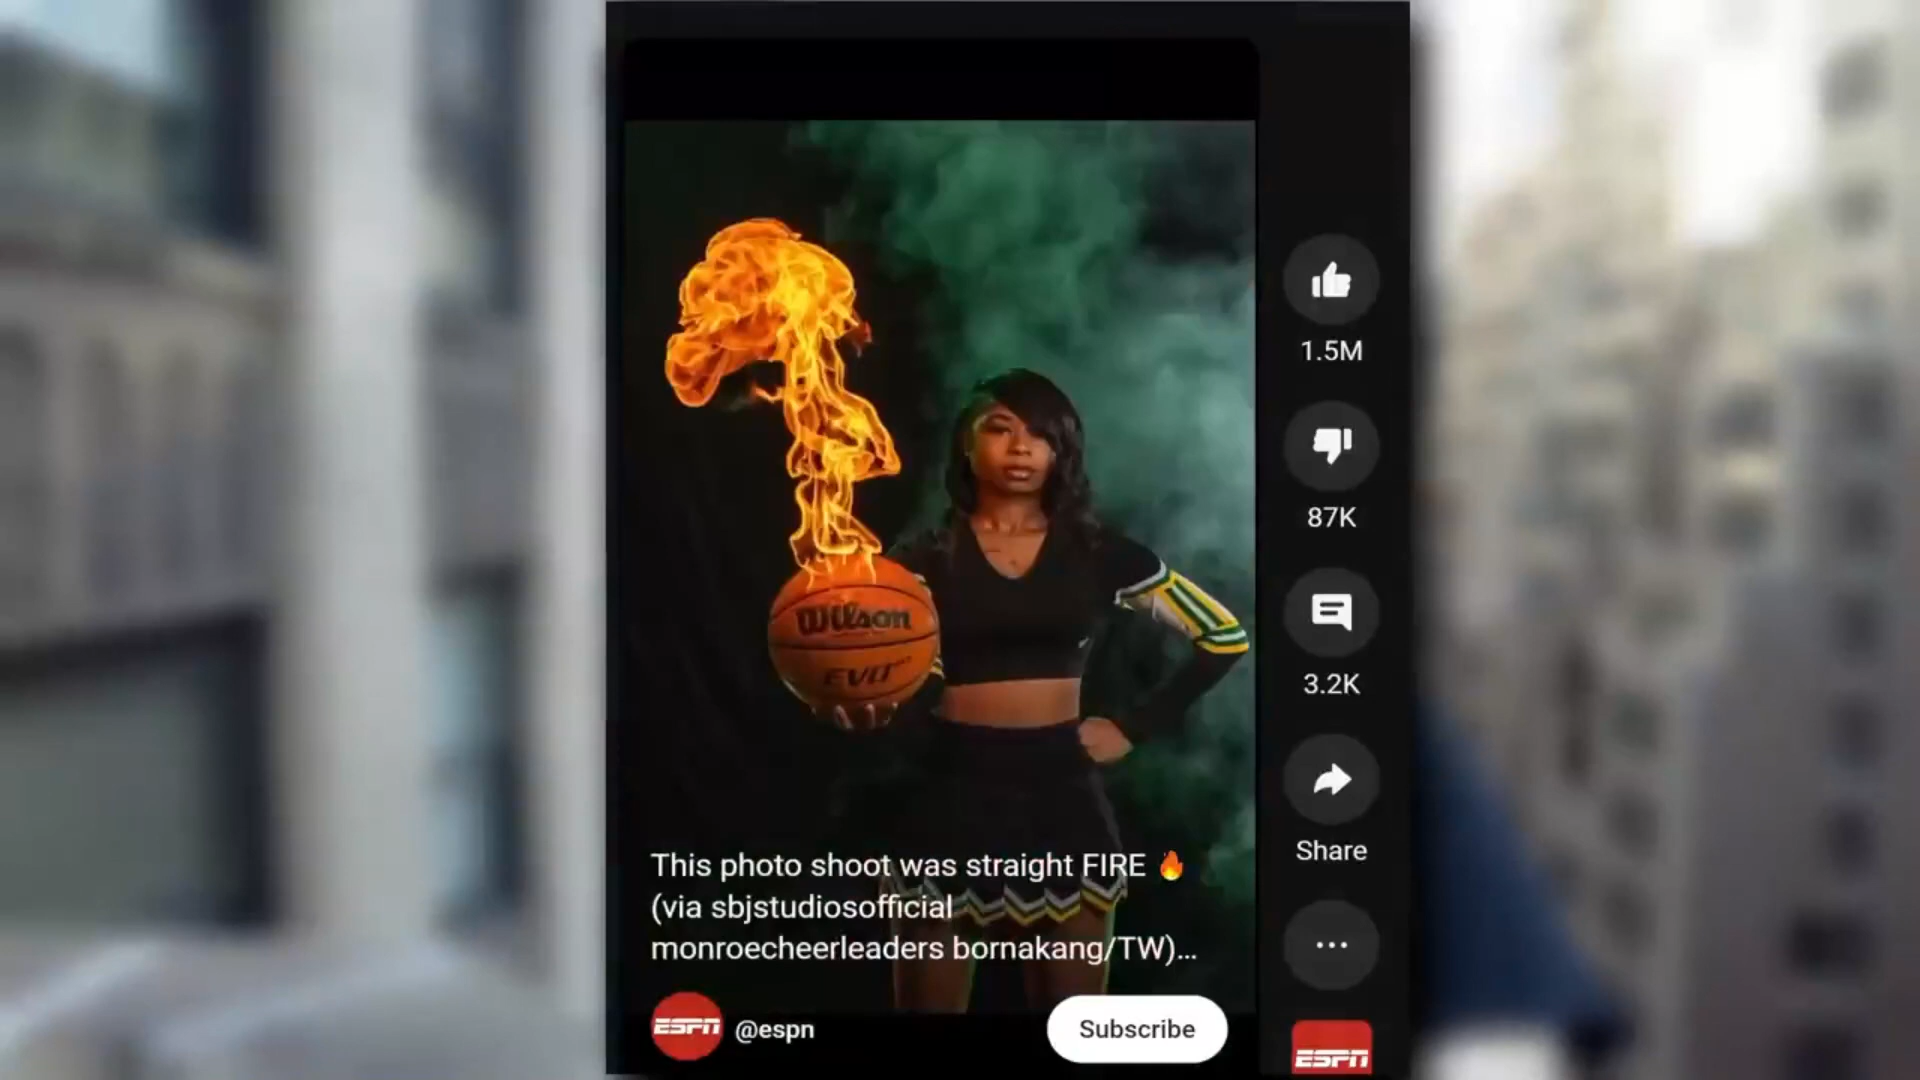 Wilson
EVO
1.5M
87K
3.2K
Share
This photo shoot was straight FIRE 🔥
(via sbjstudiosofficial
monroecheerleaders bornakang/TW)...
ESPN @espn
Subscribe
ESPN